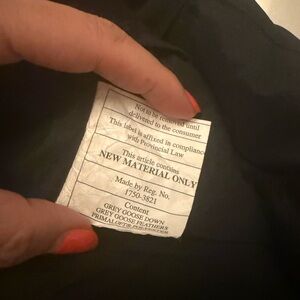 Not to be removed until
delivered to the consumer
This label is affixed in compliance
with Provincial Law
This article contains
NEW MATERIAL ONLY
Made by Reg. No.
1750-3821
Content
GREY GOOSE DOWN
GREY GOOSE FEATHERS
PRIMALOFT